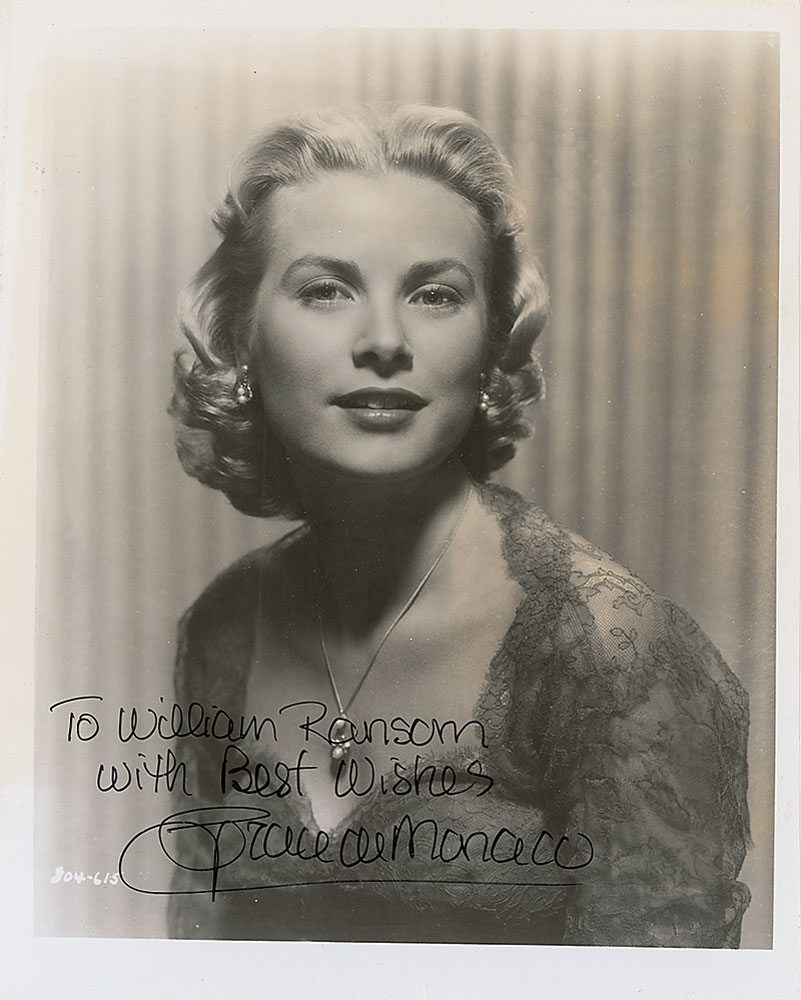 To William Ransom
with Best Wishes
Grace de Monaco
804-615